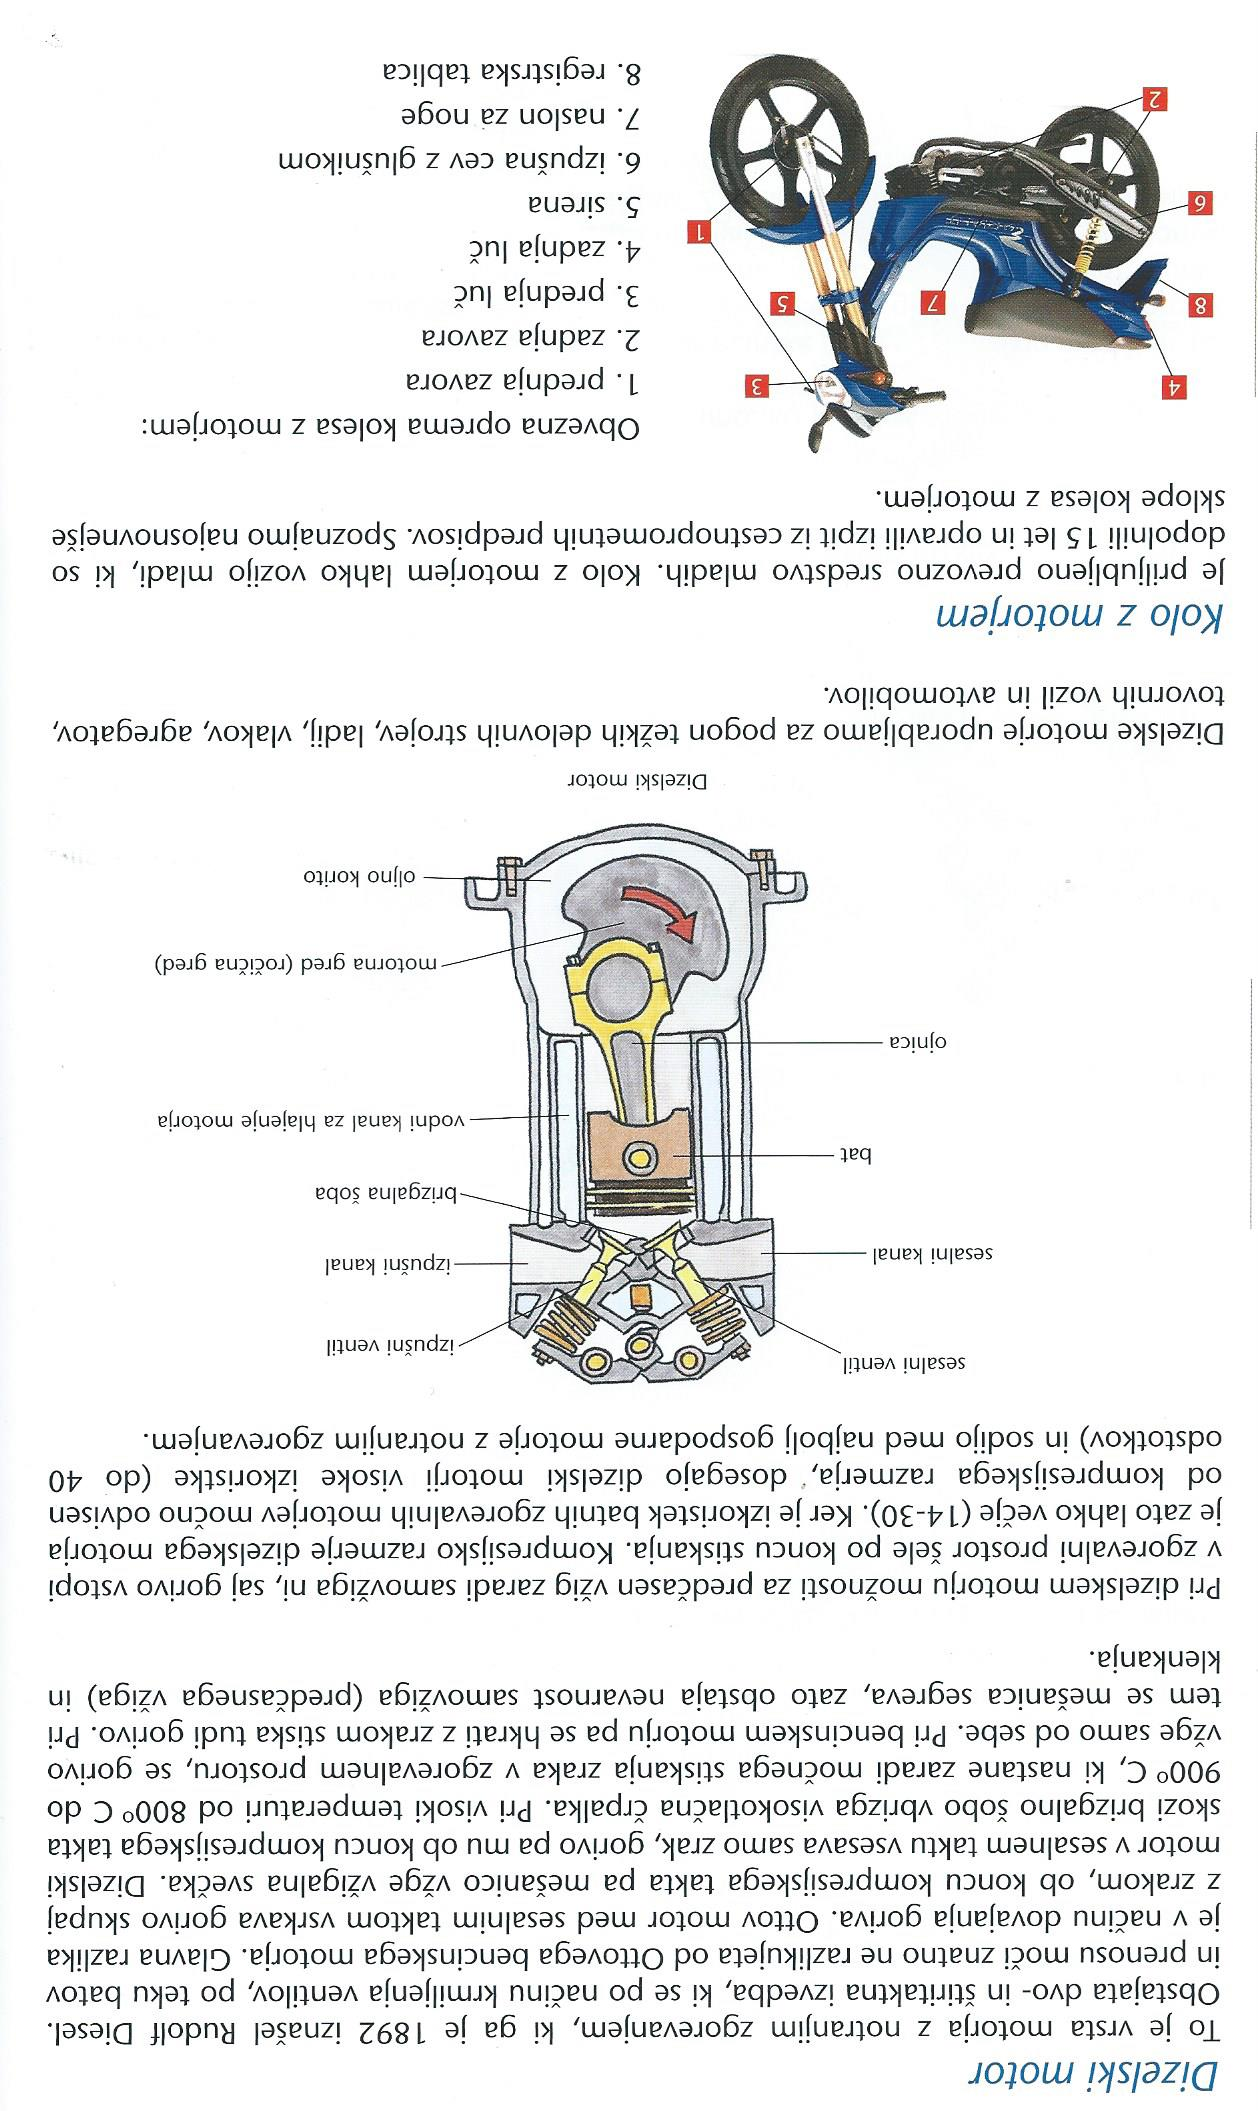 Dizelski motor
To je vrsta motorja z notranjim zgorevanjem, ki ga je 1892 iznašel Rudolf Diesel.
Obstajata dvo- in štiritaktna izvedba, ki se po načinu krmiljenja ventilov, po teku batov
in prenosu moči znatno ne razlikujeta od Ottovega bencinskega motorja. Glavna razlika
je v načinu dovajanja goriva. Ottov motor med sesalnim taktom vsrkava gorivo skupaj
z zrakom, ob koncu kompresijskega takta pa mešanico vžge vžigalna svečka. Dizelski
motor v sesalnem taktu vsesava samo zrak, gorivo pa mu ob koncu kompresijskega takta
skozi brizgalno šobo vbrizga visokotlačna črpalka. Pri visoki temperaturi od 800° C do
900° C, ki nastane zaradi močnega stiskanja zraka v zgorevalnem prostoru, se gorivo
vžge samo od sebe. Pri bencinskem motorju pa se hkrati z zrakom stiska tudi gorivo. Pri
tem se mešanica segreva, zato obstaja nevarnost samovžiga (predčasnega vžiga) in
klenkanja.
Pri dizelskem motorju možnosti za predčasen vžig zaradi samovžiga ni, saj gorivo vstopi
v zgorevalni prostor šele po koncu stiskanja. Kompresijsko razmerje dizelskega motorja
je zato lahko večje (14-30). Ker je izkoristek batnih zgorevalnih motorjev močno odvisen
od kompresijskega razmerja, dosegajo dizelski motorji visoke izkoristke (do 40
odstotkov) in sodijo med najbolj gospodarne motorje z notranjim zgorevanjem.
sesalni ventil
izpušni ventil
sesalni kanal
izpušni kanal
brizgalna šoba
bat
vodni kanal za hlajenje motorja
ojnica
motorna gred (ročična gred)
oljno korito
Dizelski motor
Dizelske motorje uporabljamo za pogon težkih delovnih strojev, ladij, vlakov, agregatov,
tovornih vozil in avtomobilov.
Kolo z motorjem
je priljubljeno prevozno sredstvo mladih. Kolo z motorjem lahko vozijo mladi, ki so
dopolnili 15 let in opravili izpit iz cestnoprometnih predpisov. Spoznajmo najosnovnejše
sklope kolesa z motorjem.
4
3
8
7
5
1
6
2
Obvezna oprema kolesa z motorjem:
1. prednja zavora
2. zadnja zavora
3. prednja luč
4. zadnja luč
5. sirena
6. izpušna cev z glušnikom
7. naslon za noge
8. registrska tablica